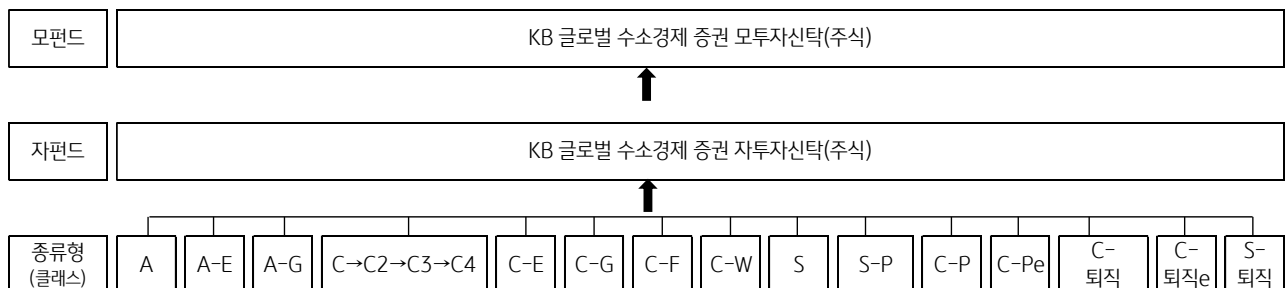 모펀드 KB 글로벌 수소경제 증권 모투자신탁(주식)
자펀드 KB 글로벌 수소경제 증권 자투자신탁(주식)
종류형
(클래스)
A
A-E
A-G
C→C2→C3→C4
C-E
C-G
C-F
C-W
S
S-P
C-P
C-Pe
C-
퇴직
C-
퇴직e
S-
퇴직